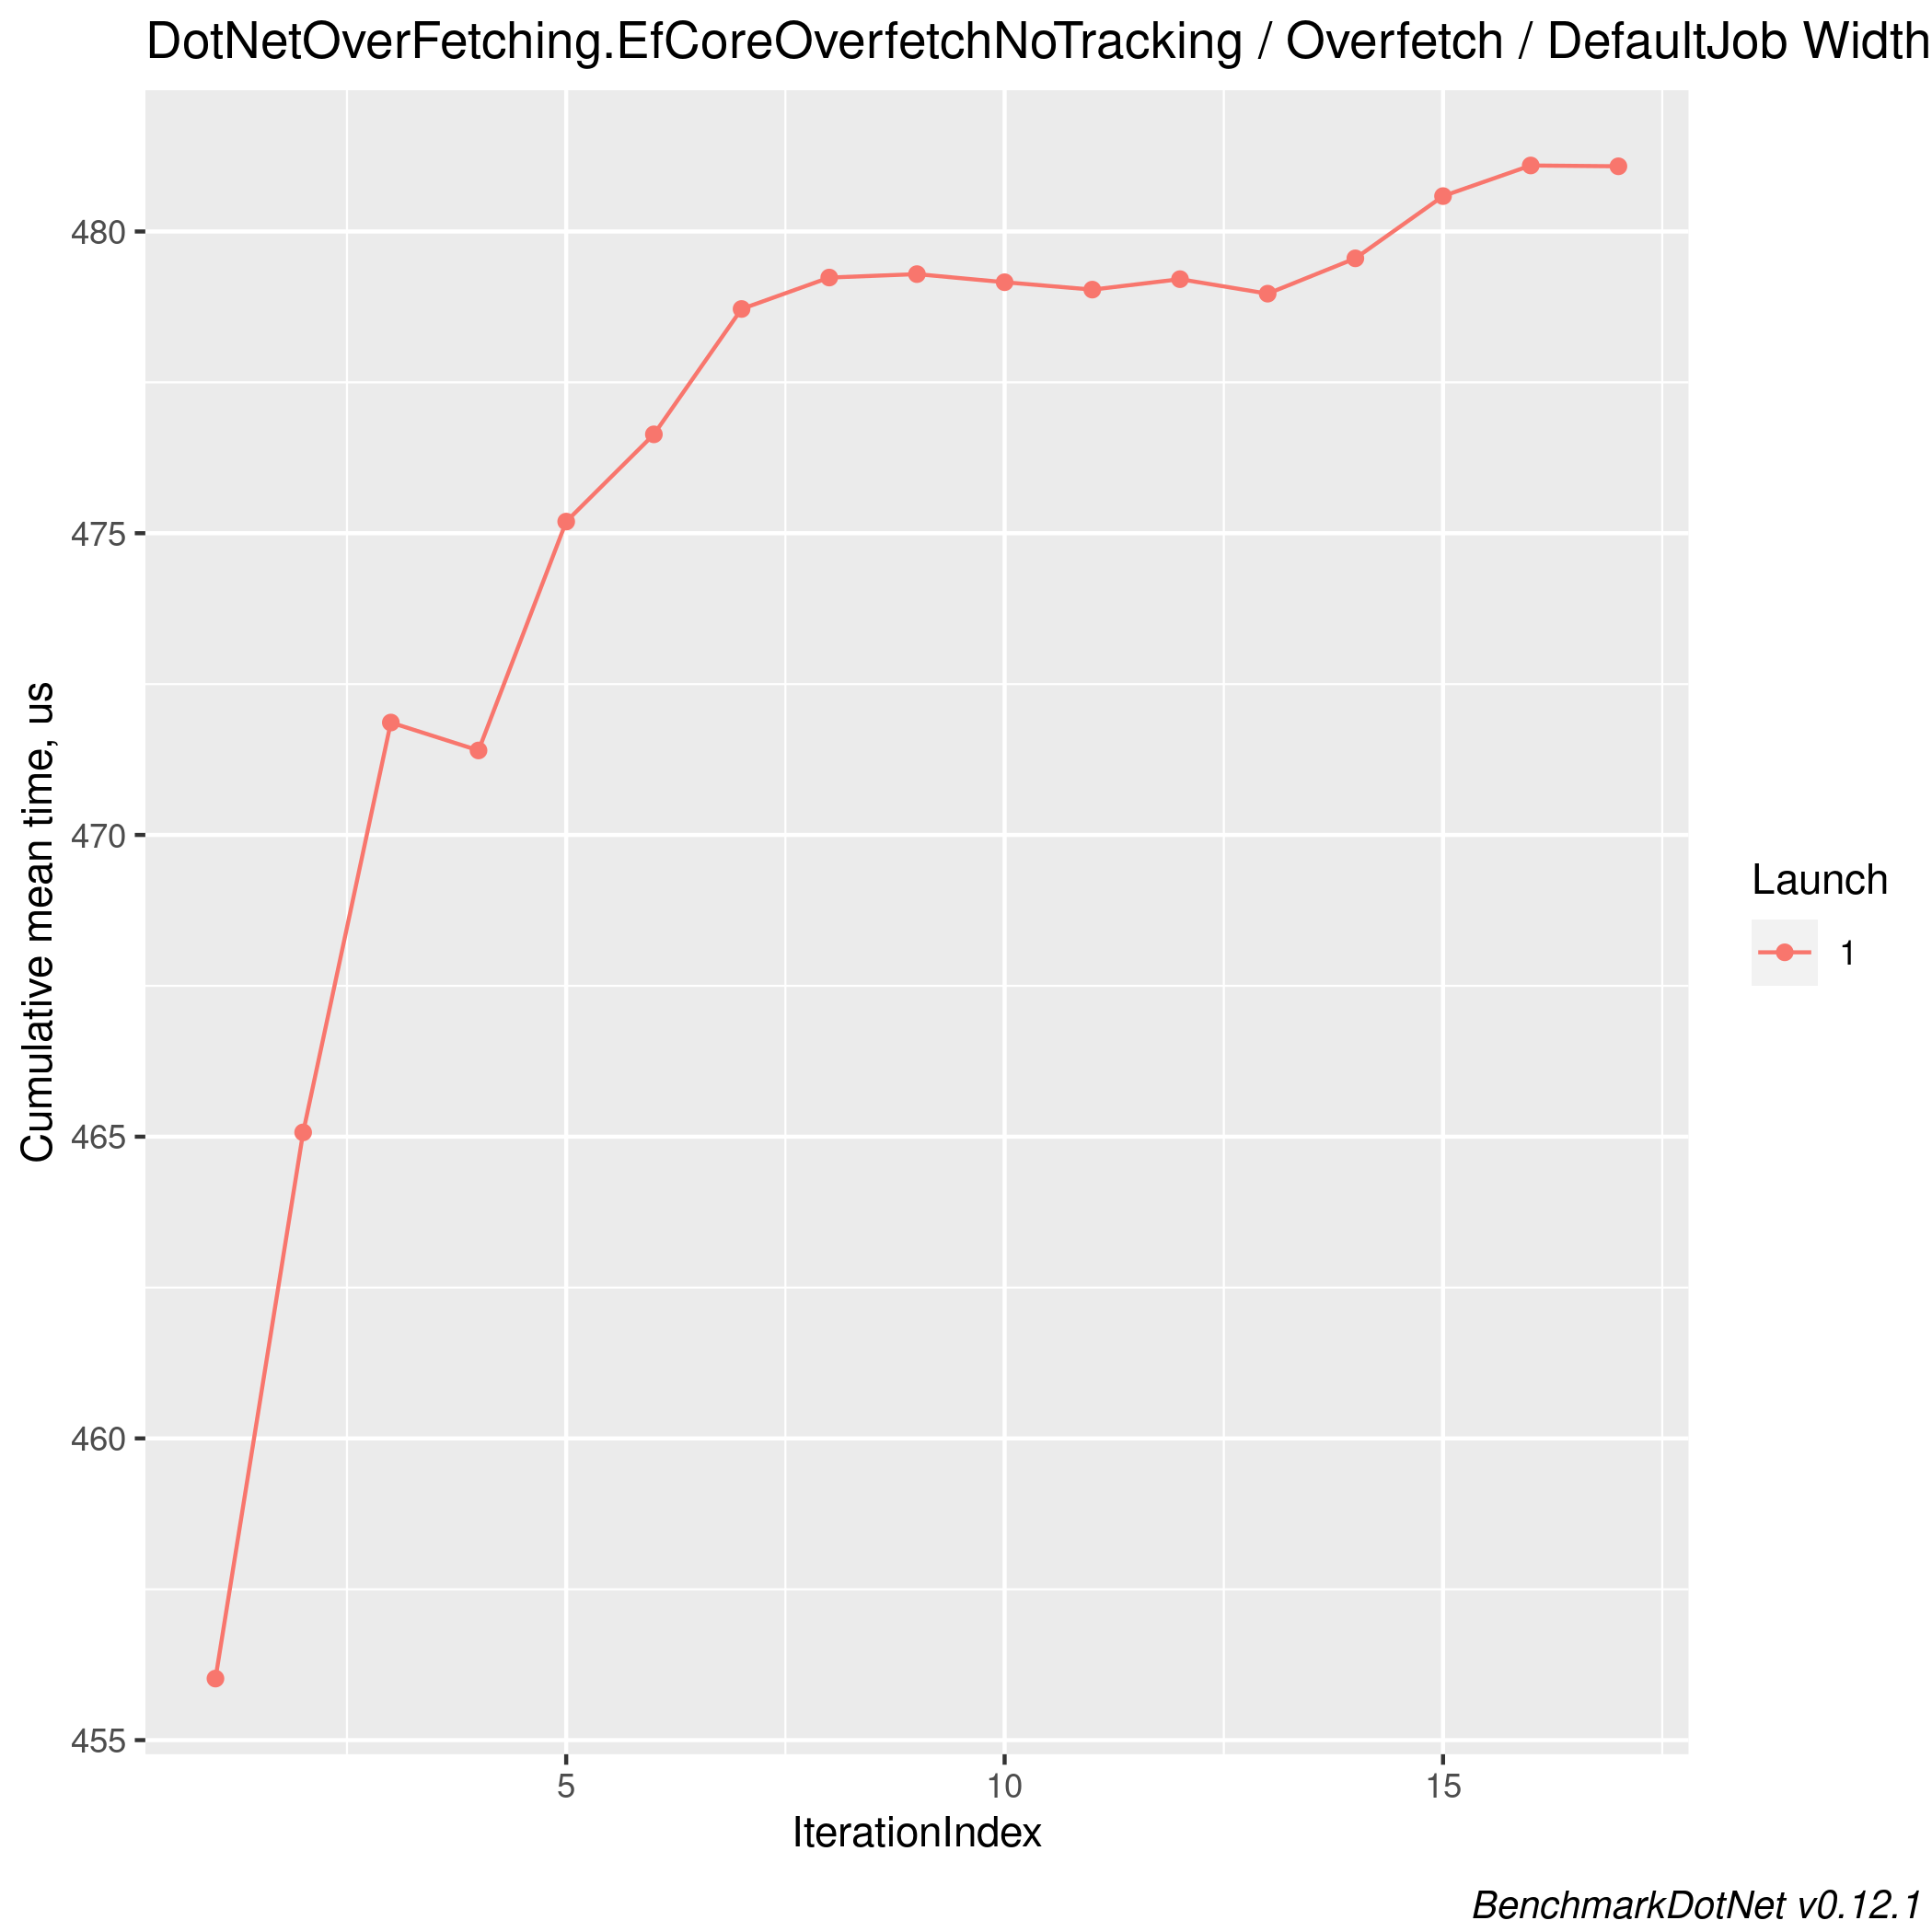 DotNetOverFetching.EfCoreOverfetchNoTracking / Overfetch / DefaultJob Width
Cumulative mean time, us
480
475
470
465
460
455
5 10 15
IterationIndex
Launch
1
BenchmarkDotNet v0.12.1